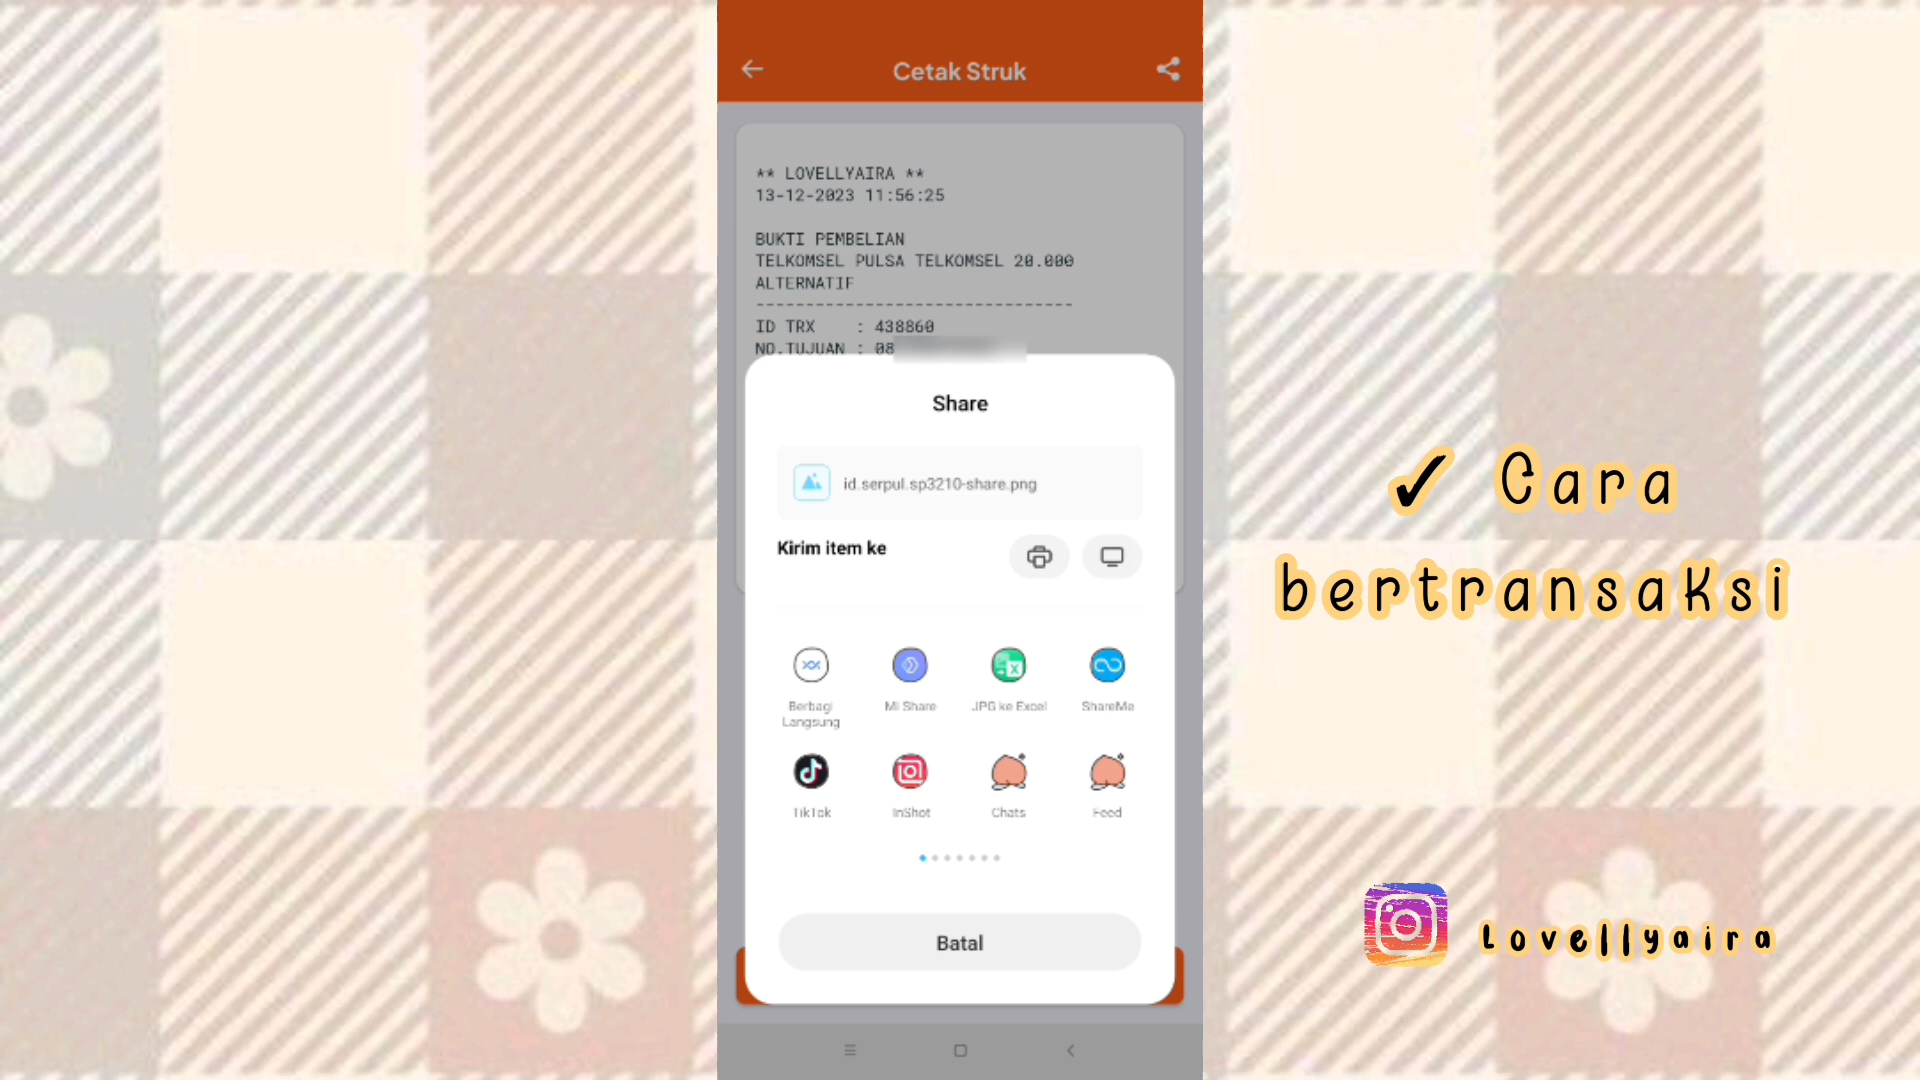 Cetak Struk
** LOVELLYAIRA **
13-12-2023 11:56:25
BUKTI PEMBELIAN
TELKOMSEL PULSA TELKOMSEL 20.000
ALTERNATIF
--------------------------------
ID TRX    : 438860
NO.TUJUAN : 08
Share
id.serpul.sp3210-share.png
Kirim item ke
Berbagi
Langsung
Mi Share
JPG ke Excel
ShareMe
TikTok
InShot
Chats
Feed
Batal
✓ Cara
bertransaksi
Lovellyaira